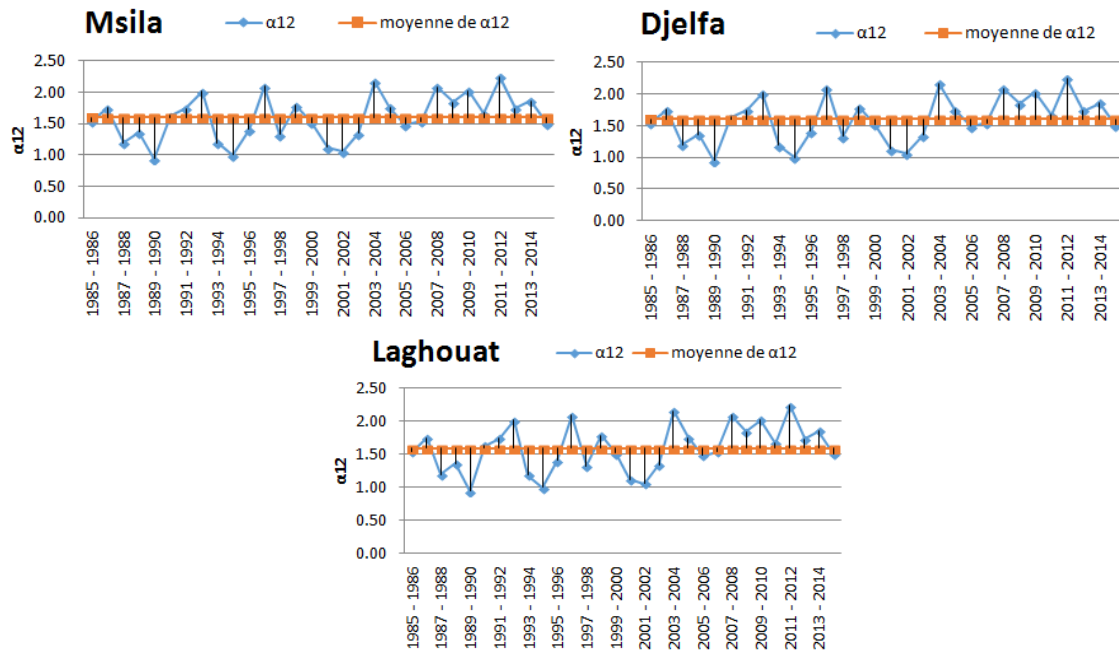 Msila
α12 moyenne de α12
α12
2.50
2.00
1.50
1.00
0.50
0.00
1985 - 1986
1987 - 1988
1989 - 1990
1991 - 1992
1993 - 1994
1995 - 1996
1997 - 1998
1999 - 2000
2001 - 2002
2003 - 2004
2005 - 2006
2007 - 2008
2009 - 2010
2011 - 2012
2013 - 2014
Djelfa
α12 moyenne de α12
α12
2.50
2.00
1.50
1.00
0.50
0.00
1985 - 1986
1987 - 1988
1989 - 1990
1991 - 1992
1993 - 1994
1995 - 1996
1997 - 1998
1999 - 2000
2001 - 2002
2003 - 2004
2005 - 2006
2007 - 2008
2009 - 2010
2011 - 2012
2013 - 2014
Laghouat
α12 moyenne de α12
α12
2.50
2.00
1.50
1.00
0.50
0.00
1985 - 1986
1987 - 1988
1989 - 1990
1991 - 1992
1993 - 1994
1995 - 1996
1997 - 1998
1999 - 2000
2001 - 2002
2003 - 2004
2005 - 2006
2007 - 2008
2009 - 2010
2011 - 2012
2013 - 2014